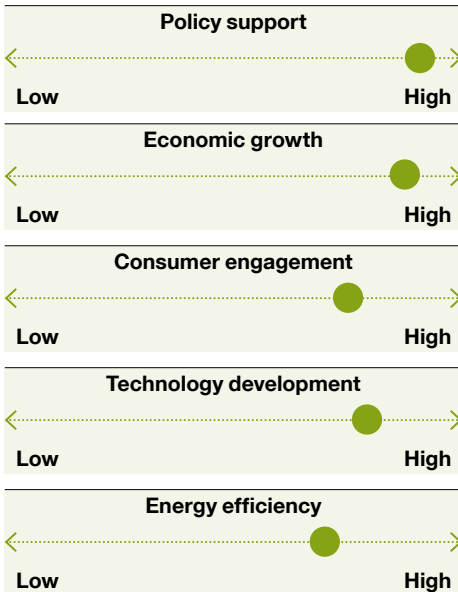 Policy support
Low High
Economic growth
Low High
Consumer engagement
Low High
Technology development
Low High
Energy efficiency
Low High